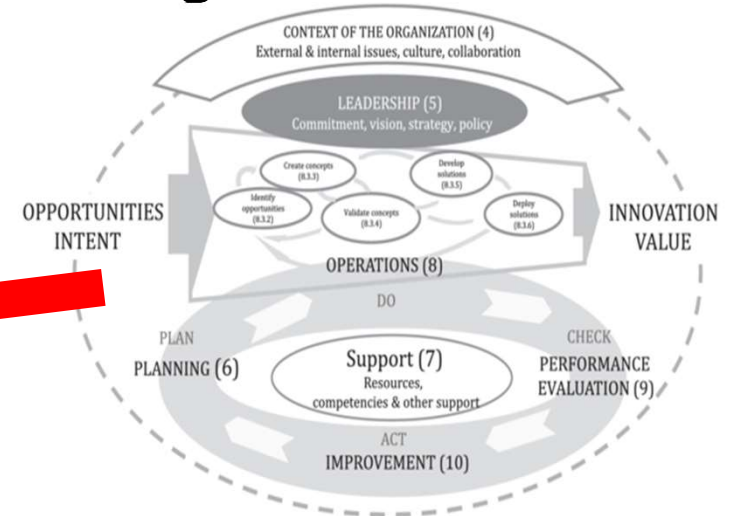 CONTEXT OF THE ORGANIZATION (4)
External & internal issues, culture, collaboration
LEADERSHIP (5)
Commitment, vision, strategy, policy
Create concepts
(8.3.3)
Develop
solutions
(8.3.5)
Identify
opportunities
(8.3.2)
Validate concepts
(8.3.4)
Deploy
solutions
(8.3.6)
OPPORTUNITIES
INTENT
INNOVATION
VALUE
OPERATIONS (8)
DO
PLAN
PLANNING (6)
Support (7)
Resources,
competencies & other support
CHECK
PERFORMANCE
EVALUATION (9)
ACT
IMPROVEMENT (10)